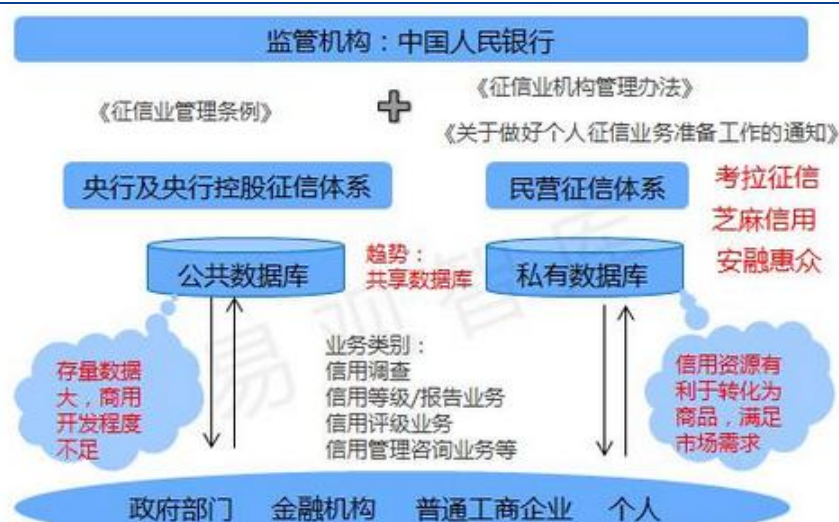 监管机构：中国人民银行
《征信业管理条例》
《征信业机构管理办法》
《关于做好个人征信业务准备工作的通知》
央行及央行控股征信体系
民营征信体系
考拉征信
芝麻信用
安融惠众
公共数据库
趋势：
共享数据库
私有数据库
存量数据
大，商用
开发程度
不足
业务类别：
信用调查
信用等级/报告业务
信用评级业务
信用管理咨询业务等
信用资源有
利于转化为
商品，满足
市场需求
政府部门 金融机构 普通工商企业 个人
易观智库